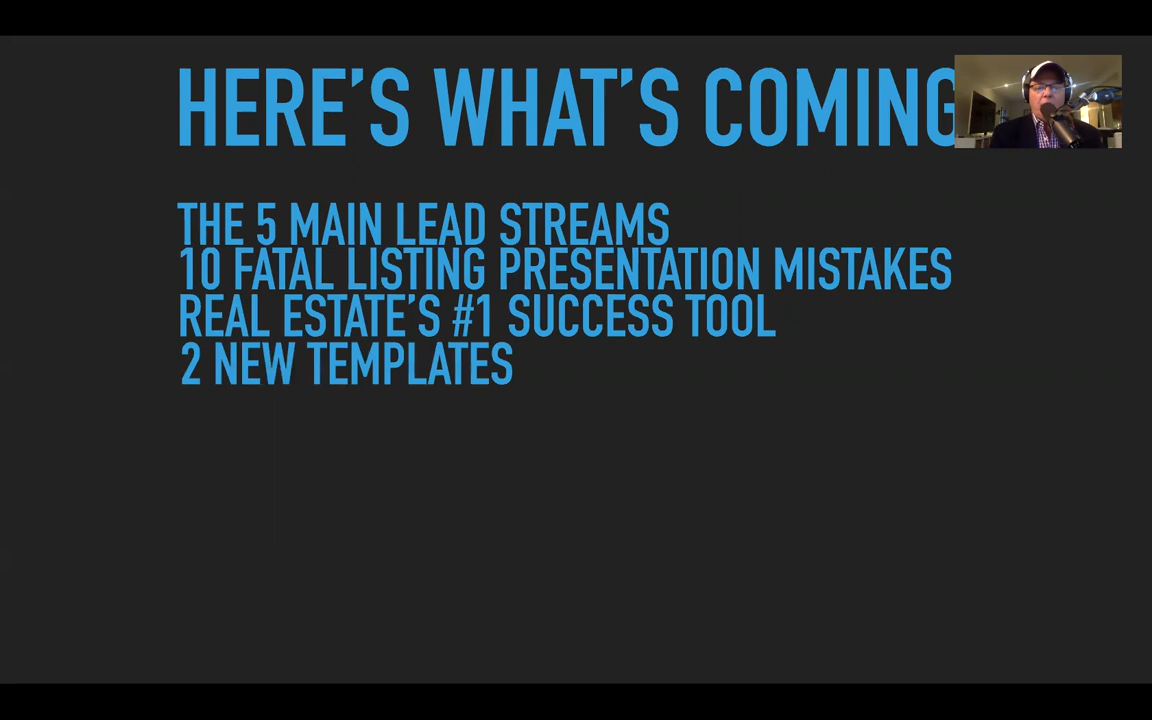 HERE'S WHAT'S COMING
THE 5 MAIN LEAD STREAMS
10 FATAL LISTING PRESENTATION MISTAKES
REAL ESTATE'S #1 SUCCESS TOOL
2 NEW TEMPLATES